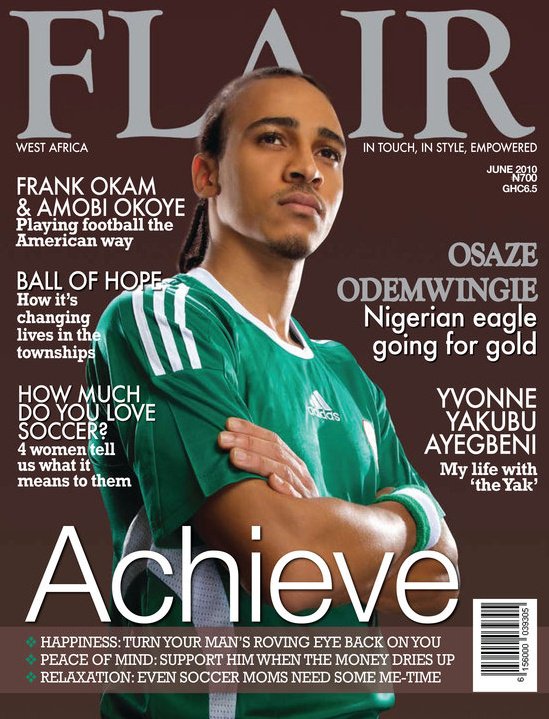 FLAIR
WEST AFRICA
IN TOUCH, IN STYLE, EMPOWERED
JUNE 2010
₦700
GHC6.5
FRANK OKAM
& AMOBI OKOYE
Playing football the
American way
BALL OF HOPE
How it's
changing
lives in the
townships
HOW MUCH
DO YOU LOVE
SOCCER?
4 women tell
us what it
means to them
OSAZE
ODEMWINGIE
Nigerian eagle
going for gold
YVONNE
YAKUBU
AYEGBENI
My life with
'the Yak'
adidas
Achieve
HAPPINESS: TURN YOUR MAN'S ROVING EYE BACK ON YOU
PEACE OF MIND: SUPPORT HIM WHEN THE MONEY DRIES UP
RELAXATION: EVEN SOCCER MOMS NEED SOME ME-TIME
6 156000 039305